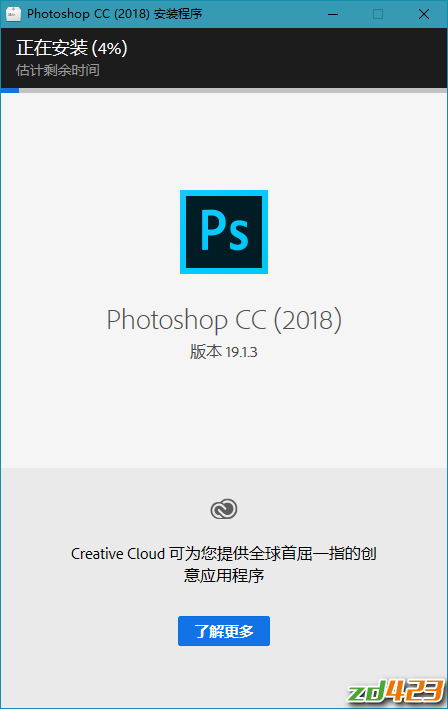 Photoshop CC (2018) 安装程序
正在安装 (4%)
估计剩余时间
Ps
Photoshop CC (2018)
版本 19.1.3
Creative Cloud 可为您提供全球首屈一指的创
意应用程序
了解更多
zd423